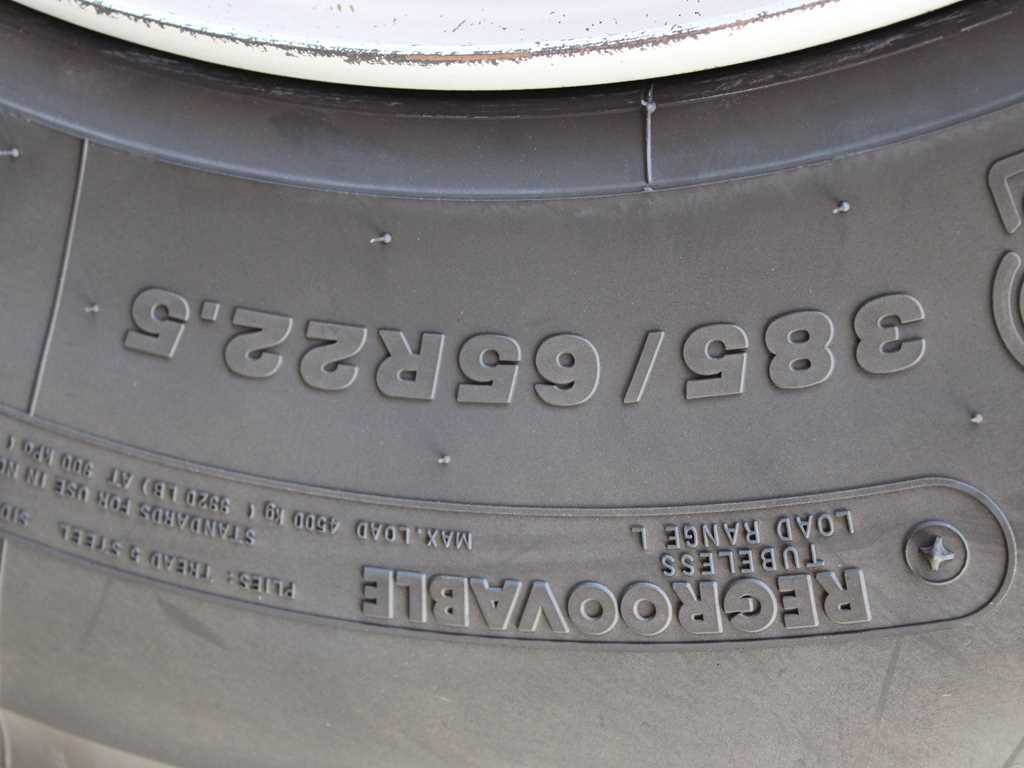 385/65R22.5
REGROOVABLE
TUBELESS
LOAD RANGE L
PLIES: TREAD 5 STEEL
STANDARDS FOR USE IN
MAX. LOAD 4500 kg ( 9920 LB) AT 900 kPa (